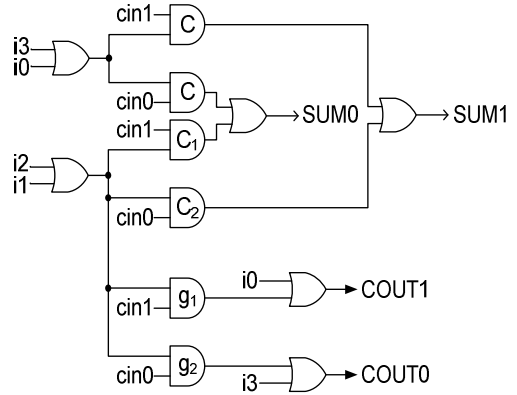 cin1
C
i3
i0
C
cin0
SUM0
SUM1
cin1
C₁
i2
i1
C₂
cin0
i0
g₁
COUT1
cin1
g₂
COUT0
cin0
i3